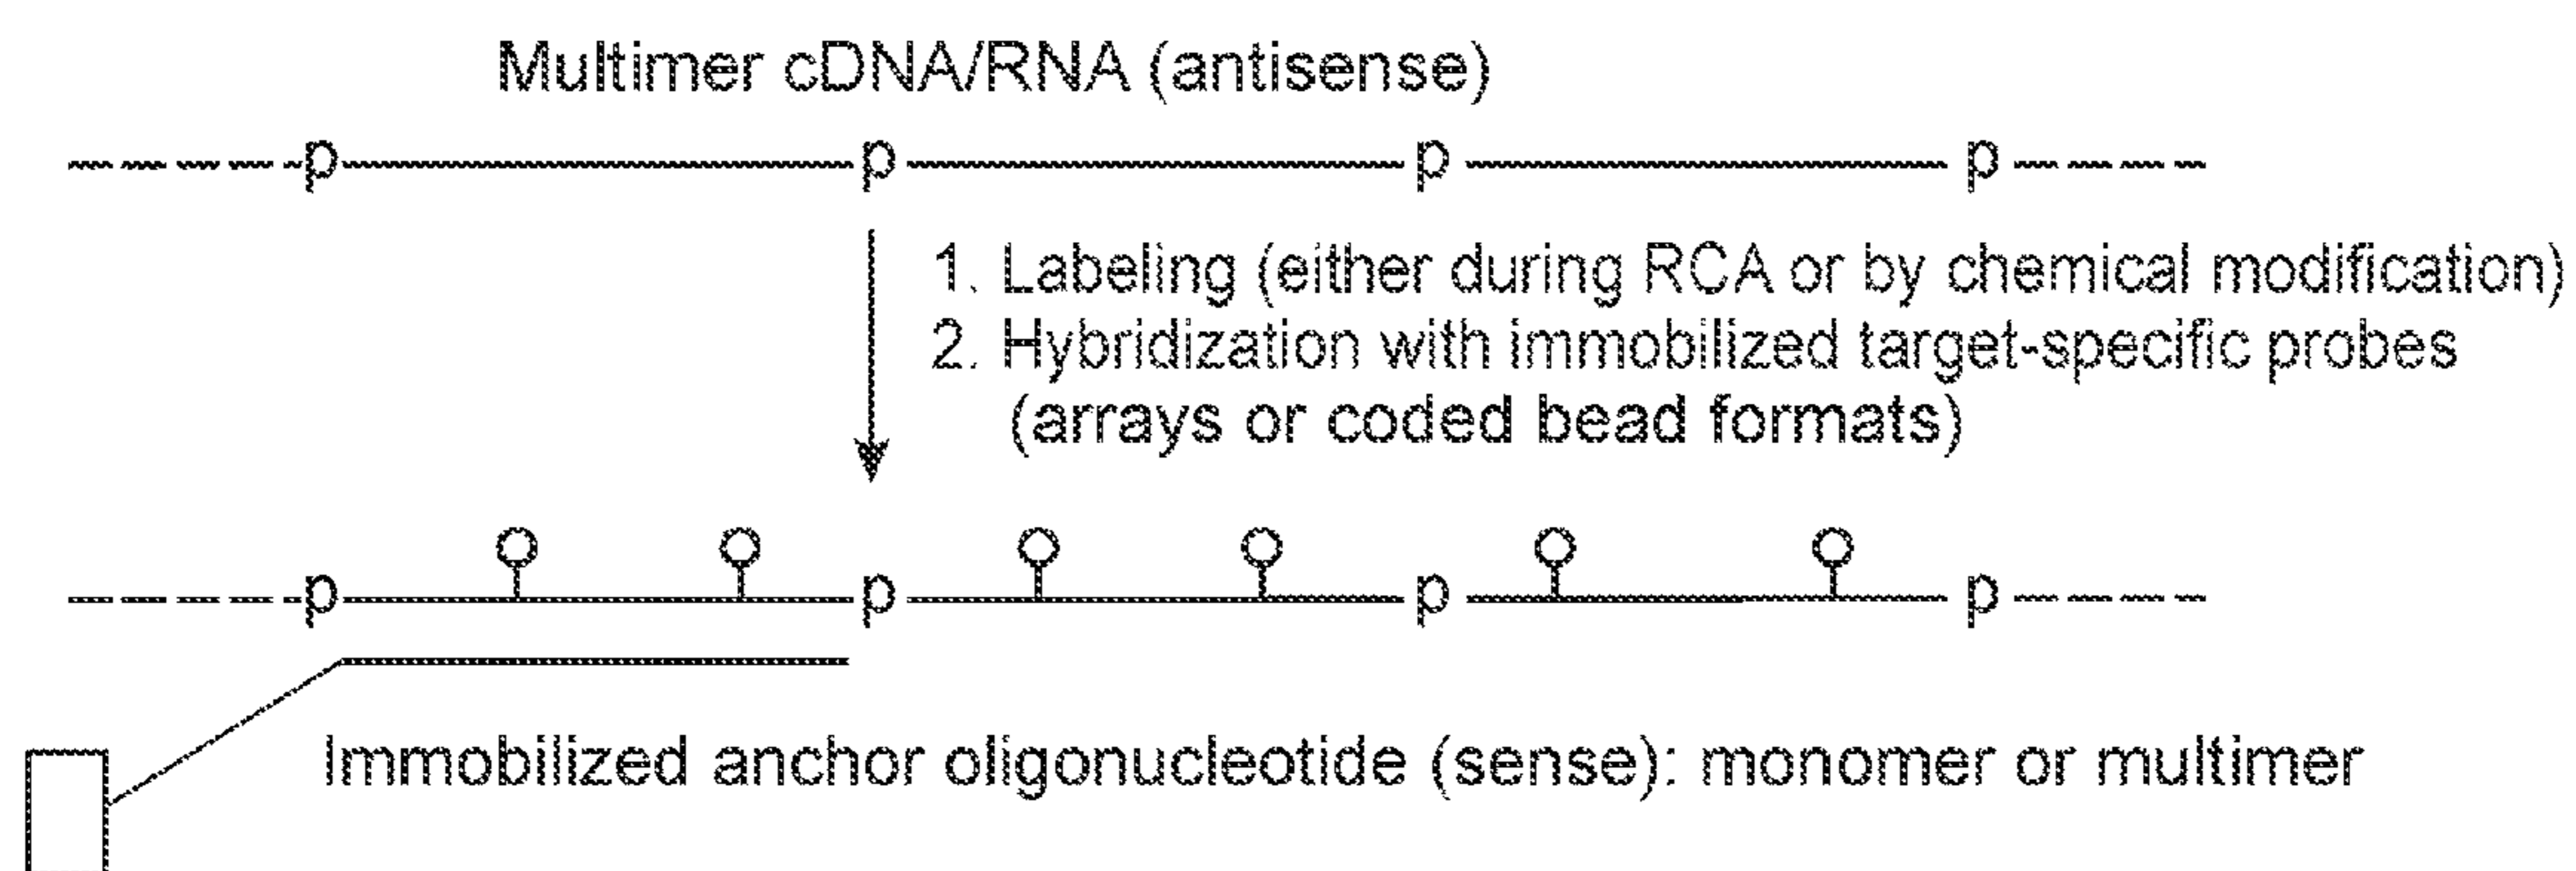 Multimer cDNA/RNA (antisense)
p p p p
1. Labeling (either during RCA or by chemical modification)
2. Hybridization with immobilized target-specific probes
(arrays or coded bead formats)
p p p p
Immobilized anchor oligonucleotide (sense): monomer or multimer